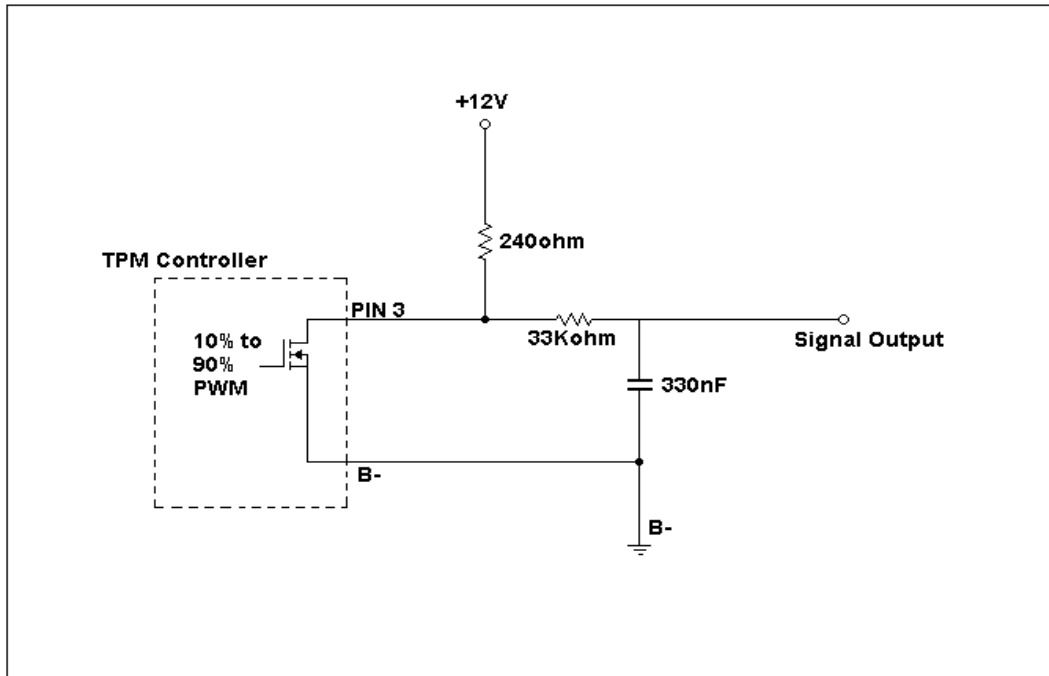 +12V
240ohm
TPM Controller
PIN 3
10% to
90%
PWM
33Kohm
Signal Output
330nF
B-
B-